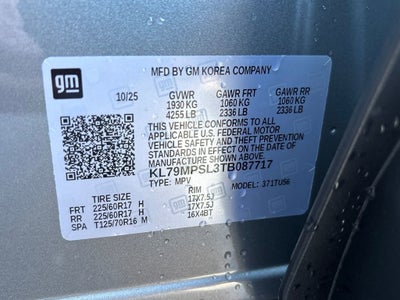 gm
MFD BY GM KOREA COMPANY
10/25 GVWR GAWR FRT GAWR RR
1930 KG 1060 KG 1060 KG
4255 LB 2336 LB 2336 LB
THIS VEHICLE CONFORMS TO ALL
APPLICABLE U.S. FEDERAL MOTOR
VEHICLE SAFETY AND THEFT PREVENTION
STANDARDS IN EFFECT ON THE DATE OF
MANUFACTURE SHOWN ABOVE.
KL79MPSL3TB087717
TYPE: MPV MODEL: 371TU56
TIRE SIZE RIM
FRT 225/60R17 H 17X7.5J
RR 225/60R17 H 17X7.5J
SPA T125/70R16 M 16X4BT